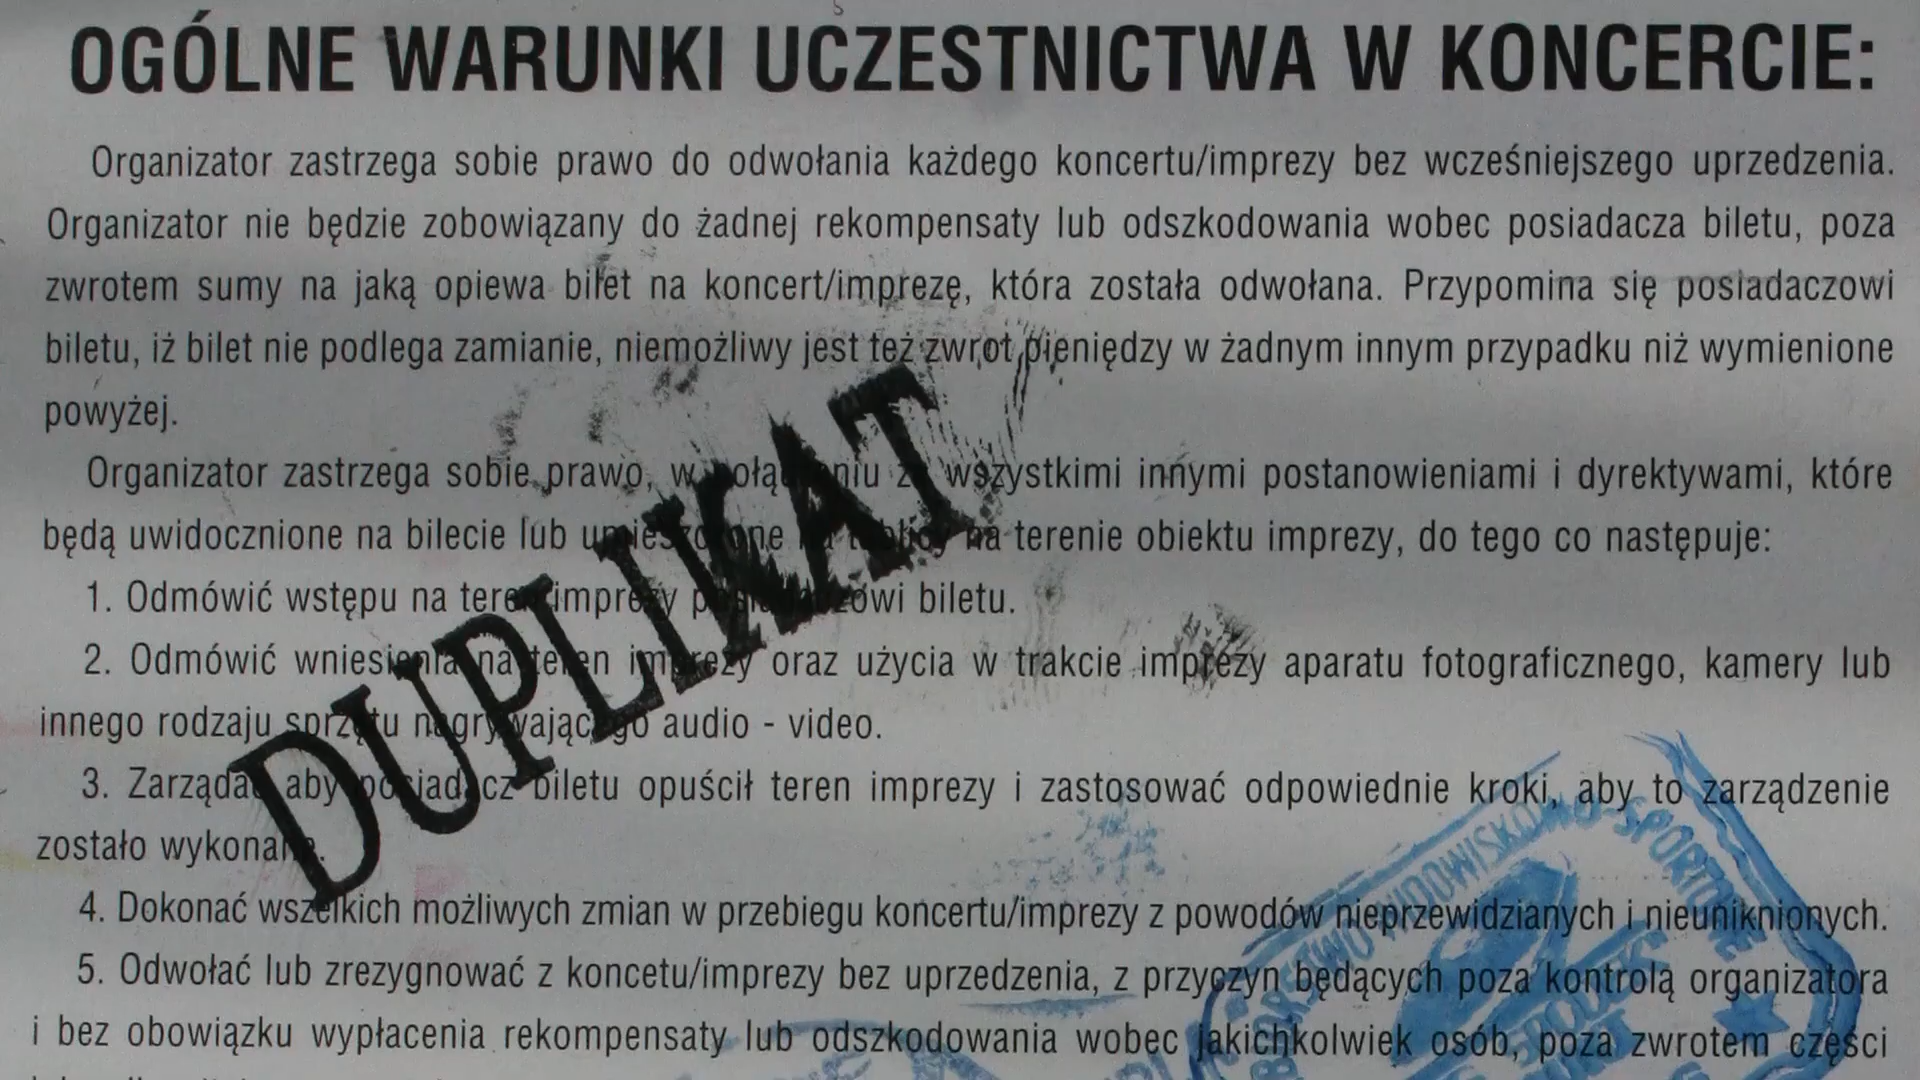 OGÓLNE WARUNKI UCZESTNICTWA W KONCERCIE:
Organizator zastrzega sobie prawo do odwołania każdego koncertu/imprezy bez wcześniejszego uprzedzenia.
Organizator nie będzie zobowiązany do żadnej rekompensaty lub odszkodowania wobec posiadacza biletu, poza
zwrotem sumy na jaką opiewa bilet na koncert/imprezę, która została odwołana. Przypomina się posiadaczowi
biletu, iż bilet nie podlega zamianie, niemożliwy jest też zwrot pieniędzy w żadnym innym przypadku niż wymienione
powyżej.
Organizator zastrzega sobie prawo, w połączeniu ze wszystkimi innymi postanowieniami i dyrektywami, które
będą uwidocznione na bilecie lub umieszczone na tablicy na terenie obiektu imprezy, do tego co następuje:
1. Odmówić wstępu na teren imprezy posiadaczowi biletu.
2. Odmówić wniesienia na teren imprezy oraz użycia w trakcie imprezy aparatu fotograficznego, kamery lub
innego rodzaju sprzętu nagrywającego audio - video.
3. Zarządać aby posiadacz biletu opuścił teren imprezy i zastosować odpowiednie kroki, aby to zarządzenie
zostało wykonane.
4. Dokonać wszelkich możliwych zmian w przebiegu koncertu/imprezy z powodów nieprzewidzianych i nieuniknionych.
5. Odwołać lub zrezygnować z koncetu/imprezy bez uprzedzenia, z przyczyn będących poza kontrolą organizatora
i bez obowiązku wypłacenia rekompensaty lub odszkodowania wobec jakichkolwiek osób, poza zwrotem części
DUPLIKAT
WIDOWISKOWO-SPORTOWE
SPODEK